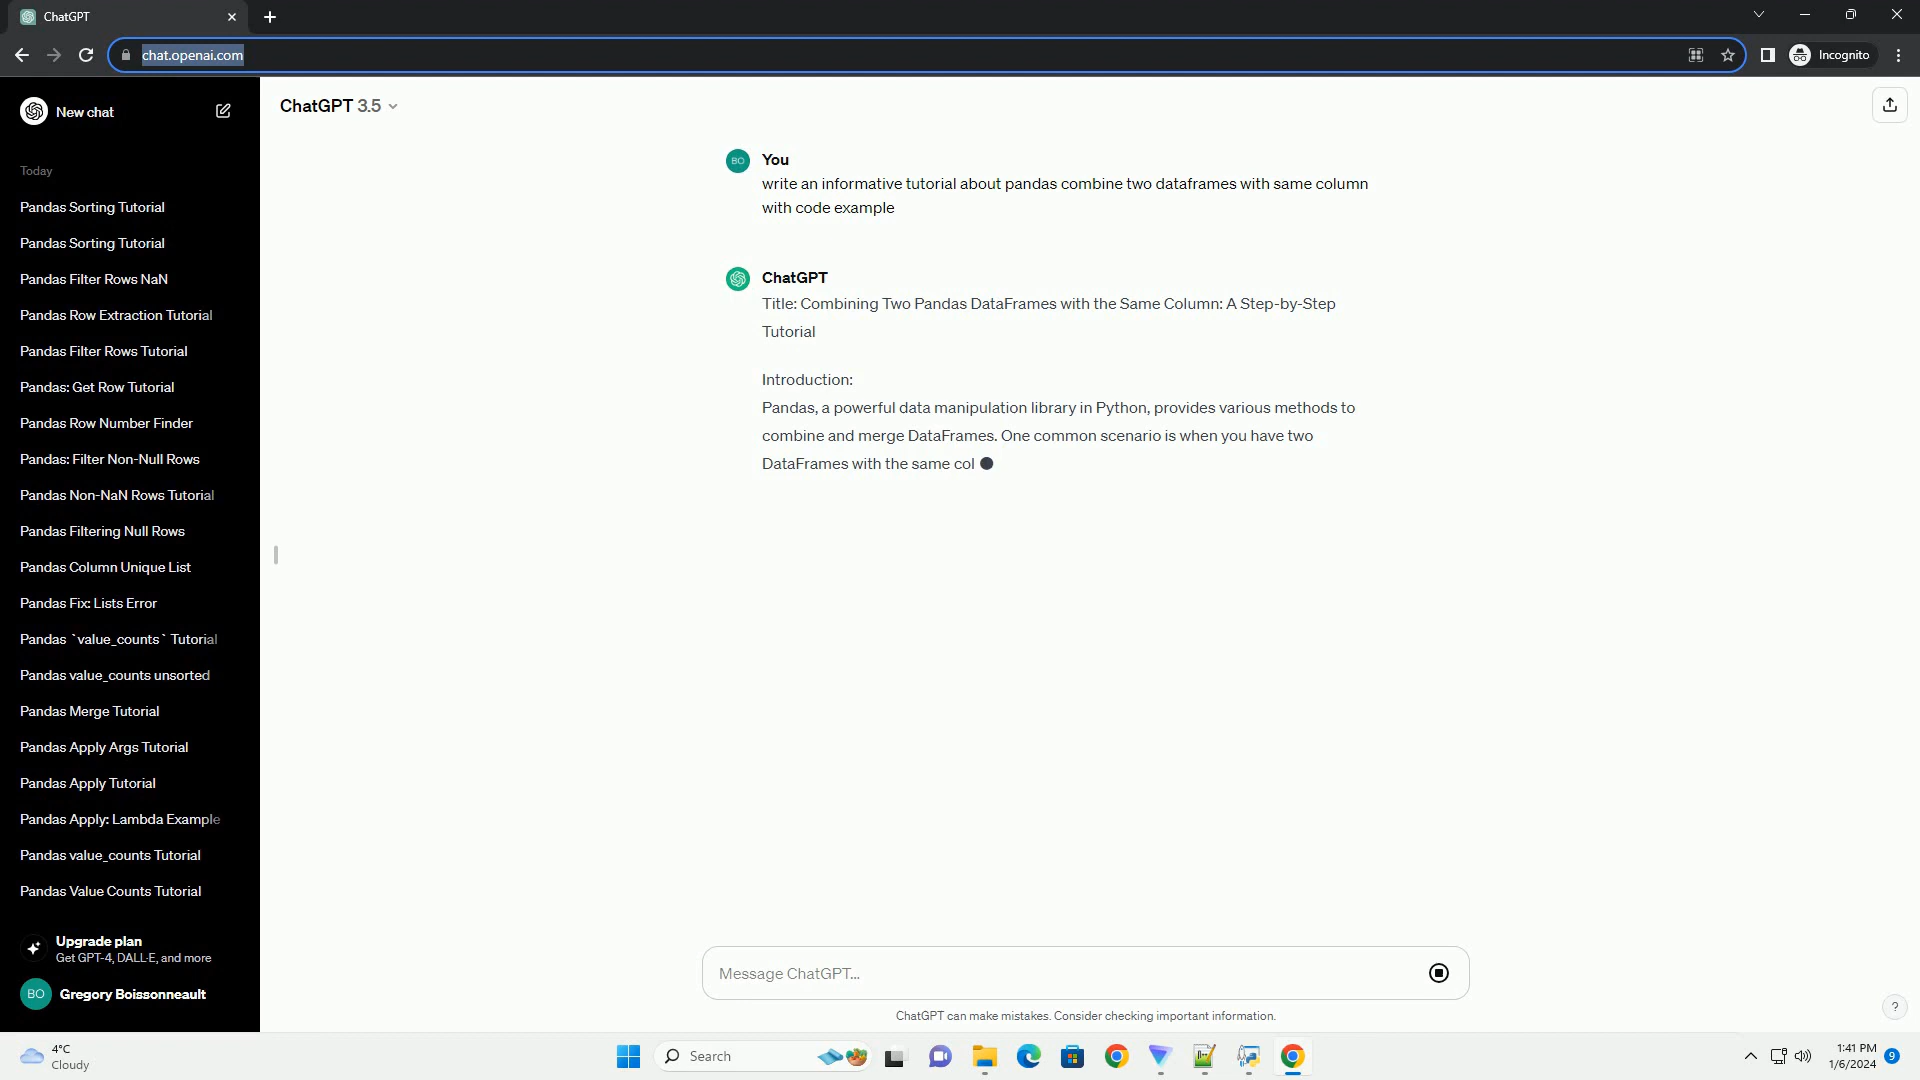 ChatGPT
chat.openai.com
Incognito
New chat
Today
Pandas Sorting Tutorial
Pandas Sorting Tutorial
Pandas Filter Rows NaN
Pandas Row Extraction Tutorial
Pandas Filter Rows Tutorial
Pandas: Get Row Tutorial
Pandas Row Number Finder
Pandas: Filter Non-Null Rows
Pandas Non-NaN Rows Tutorial
Pandas Filtering Null Rows
Pandas Column Unique List
Pandas Fix: Lists Error
Pandas `value_counts` Tutorial
Pandas value_counts unsorted
Pandas Merge Tutorial
Pandas Apply Args Tutorial
Pandas Apply Tutorial
Pandas Apply: Lambda Example
Pandas value_counts Tutorial
Pandas Value Counts Tutorial
Upgrade plan
Get GPT-4, DALL·E, and more
BO Gregory Boissonneault
ChatGPT 3.5
BO You
write an informative tutorial about pandas combine two dataframes with same column
with code example
ChatGPT
Title: Combining Two Pandas DataFrames with the Same Column: A Step-by-Step
Tutorial
Introduction:
Pandas, a powerful data manipulation library in Python, provides various methods to
combine and merge DataFrames. One common scenario is when you have two
DataFrames with the same col
Message ChatGPT...
ChatGPT can make mistakes. Consider checking important information.
?
4°C
Cloudy
Search
1:41 PM
1/6/2024
9